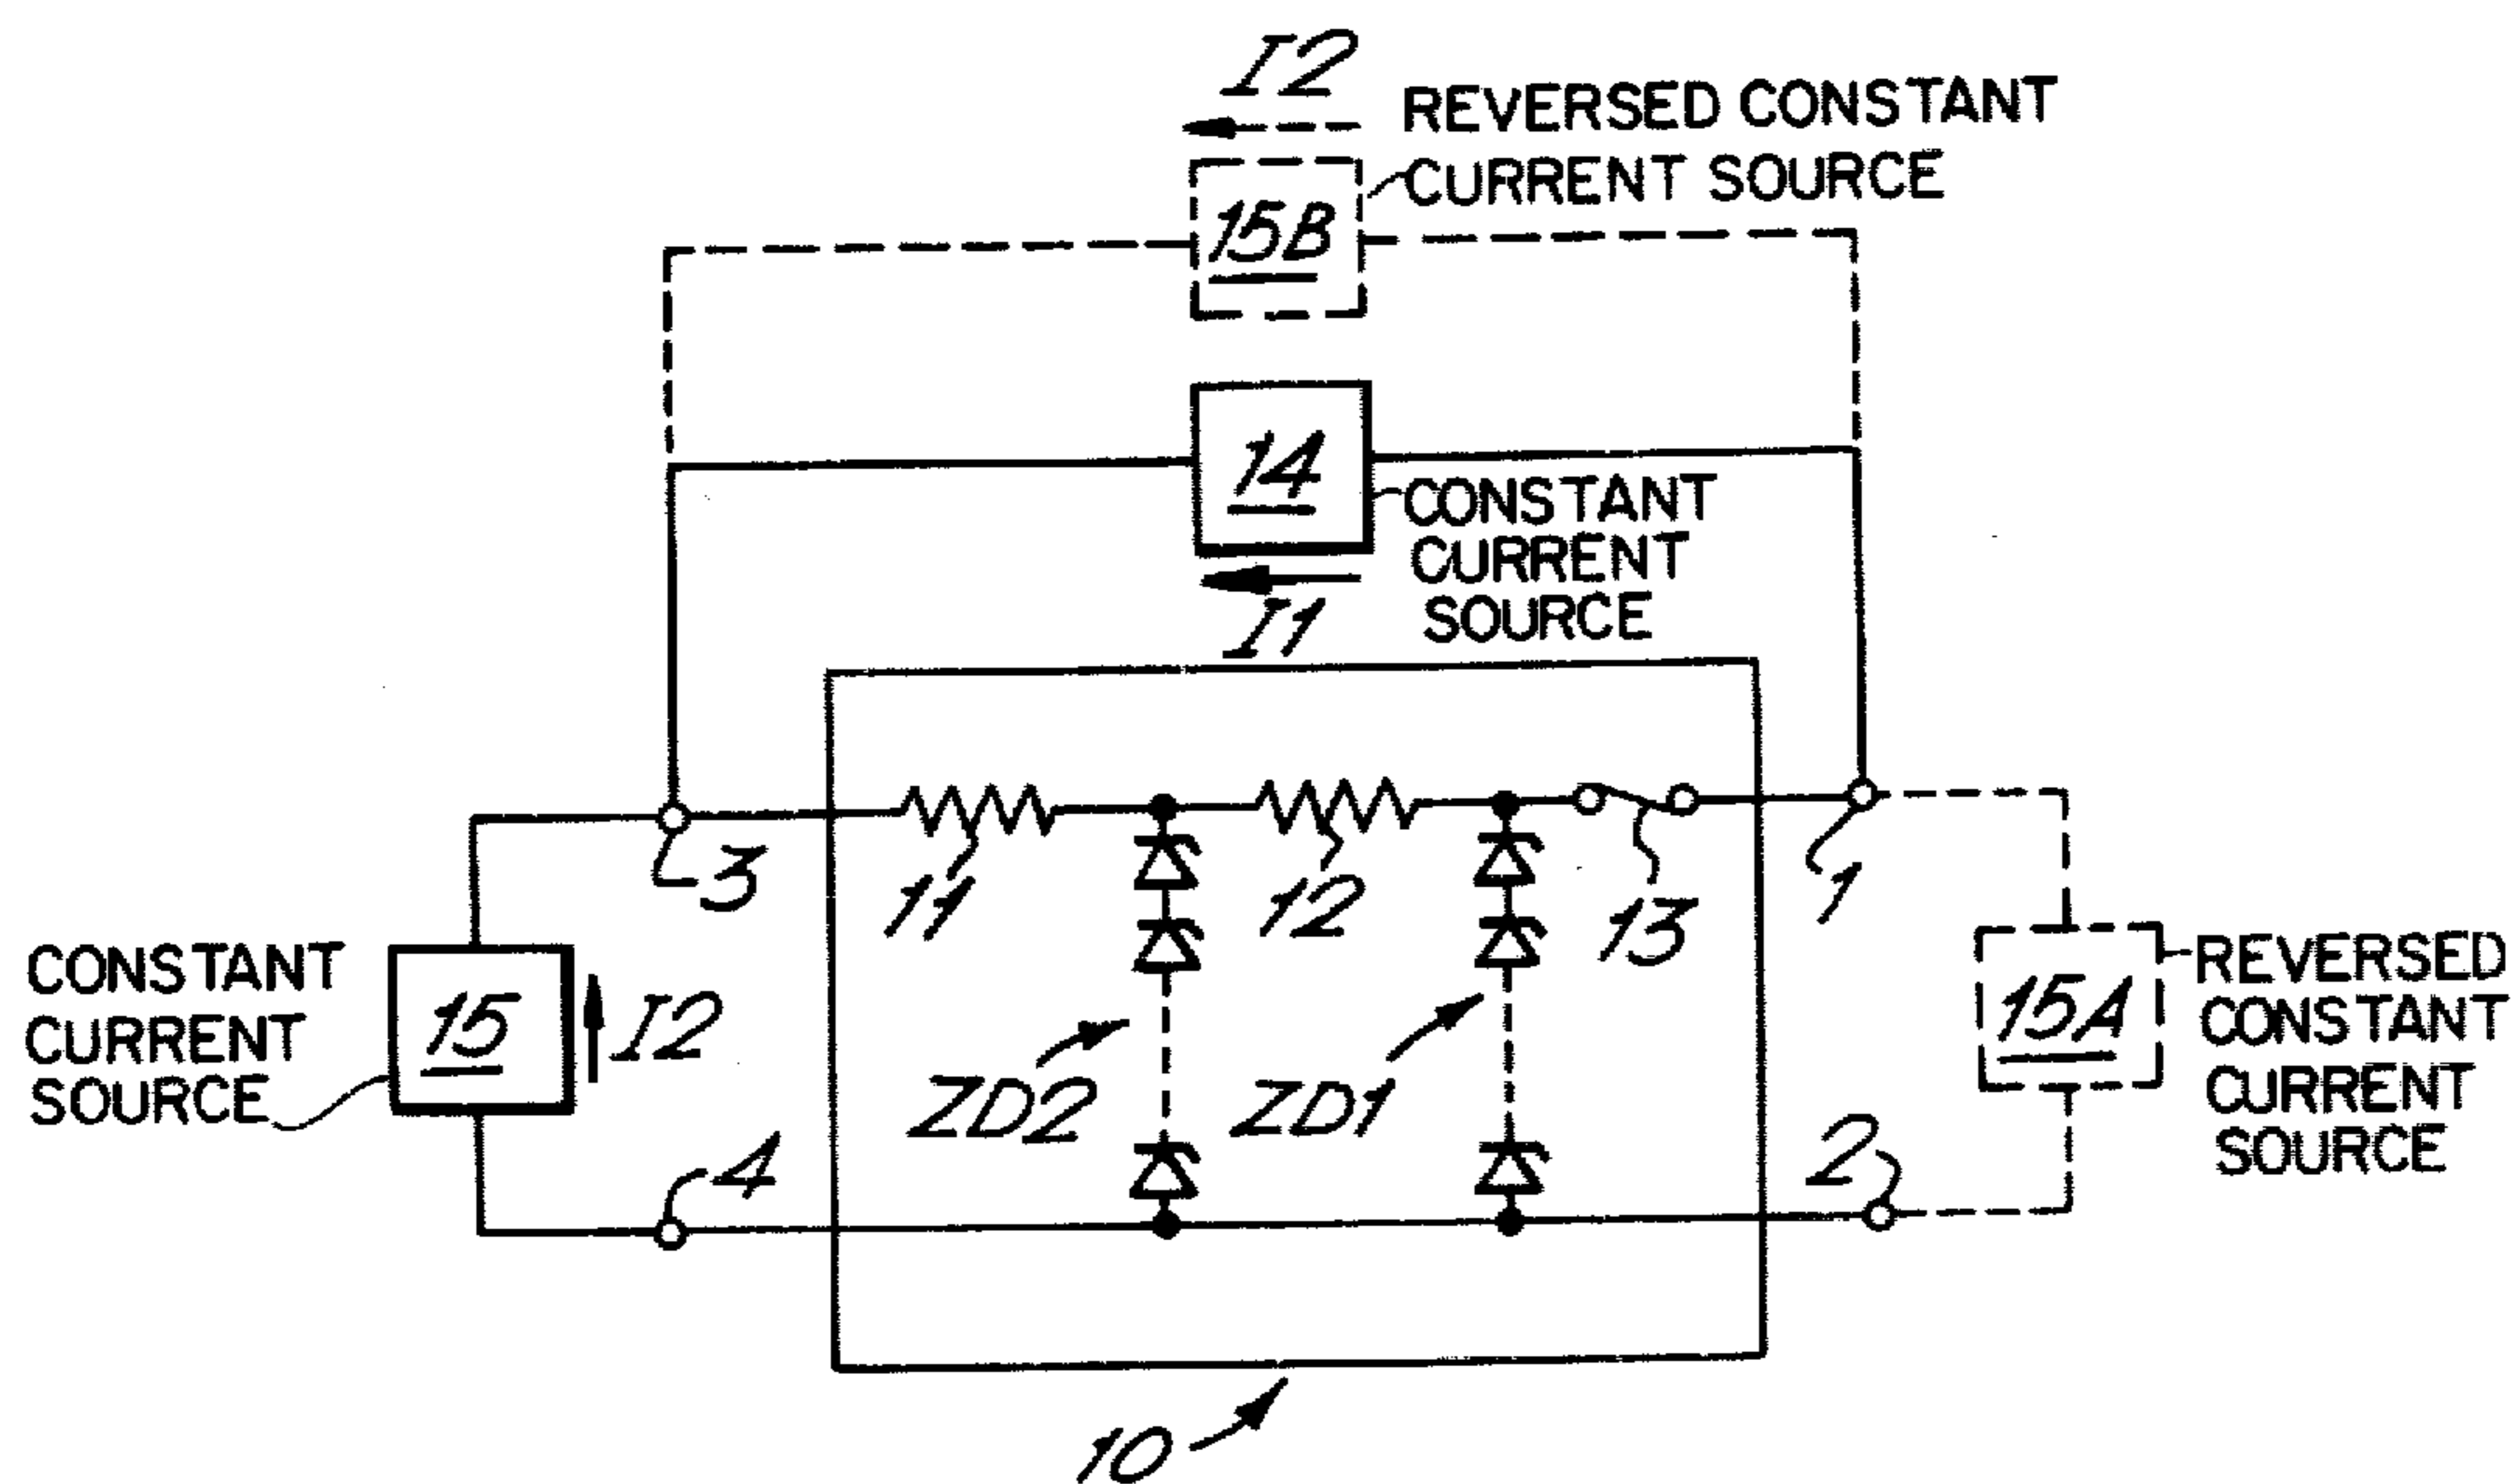 I2
REVERSED CONSTANT
CURRENT SOURCE
15B
14
CONSTANT
CURRENT
SOURCE
I1
3
11
12
13
1
CONSTANT
CURRENT
SOURCE
15
I2
ZD2
ZD1
15A
REVERSED
CONSTANT
CURRENT
SOURCE
4
2
10